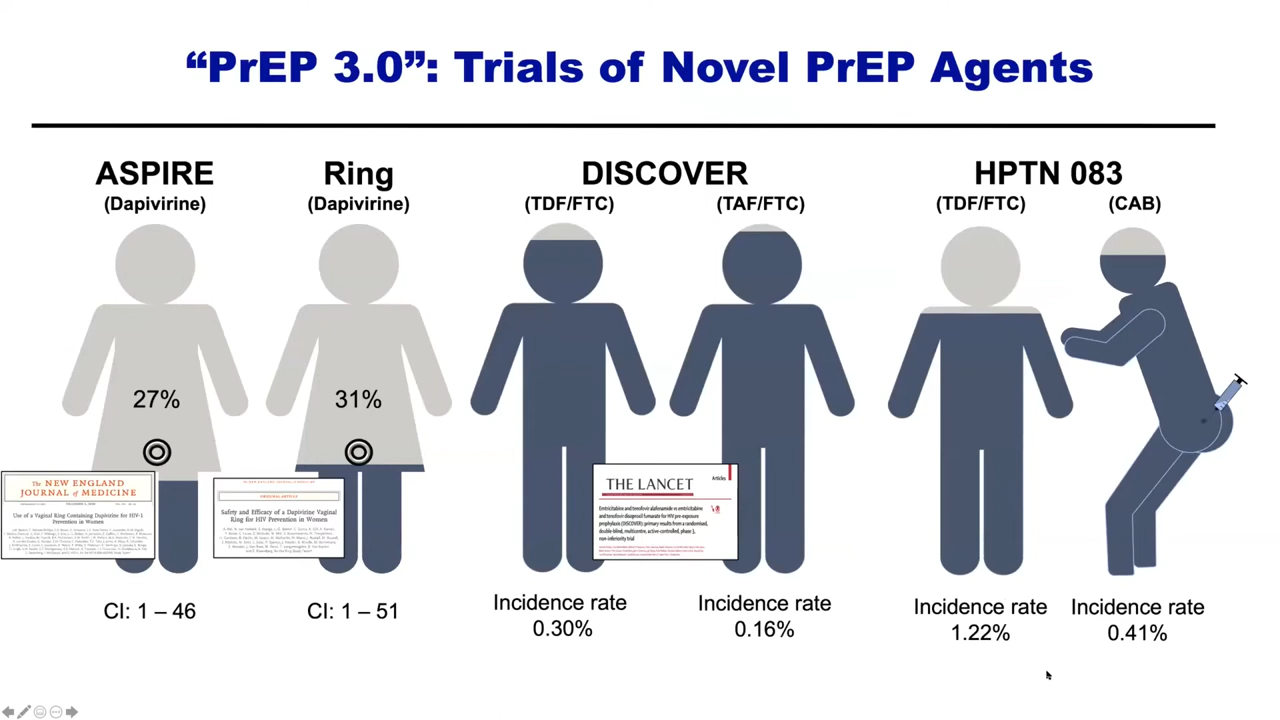 “PrEP 3.0”: Trials of Novel PrEP Agents
ASPIRE
(Dapivirine)
Ring
(Dapivirine)
DISCOVER
(TDF/FTC)
(TAF/FTC)
HPTN 083
(TDF/FTC)
(CAB)
27%
31%
The NEW ENGLAND
JOURNAL of MEDICINE
Use of a Vaginal Ring Containing Dapivirine for HIV-1
Prevention in Women
ORIGINAL ARTICLE
Safety and Efficacy of a Dapivirine Vaginal
Ring for HIV Prevention in Women
THE LANCET
Articles
Emtricitabine and tenofovir alafenamide vs emtricitabine
and tenofovir disoproxil fumarate for HIV pre-exposure
prophylaxis (DISCOVER): primary results from a randomised,
double-blind, multicentre, active-controlled, phase 3,
non-inferiority trial
CI: 1 – 46
CI: 1 – 51
Incidence rate
0.30%
Incidence rate
0.16%
Incidence rate
1.22%
Incidence rate
0.41%